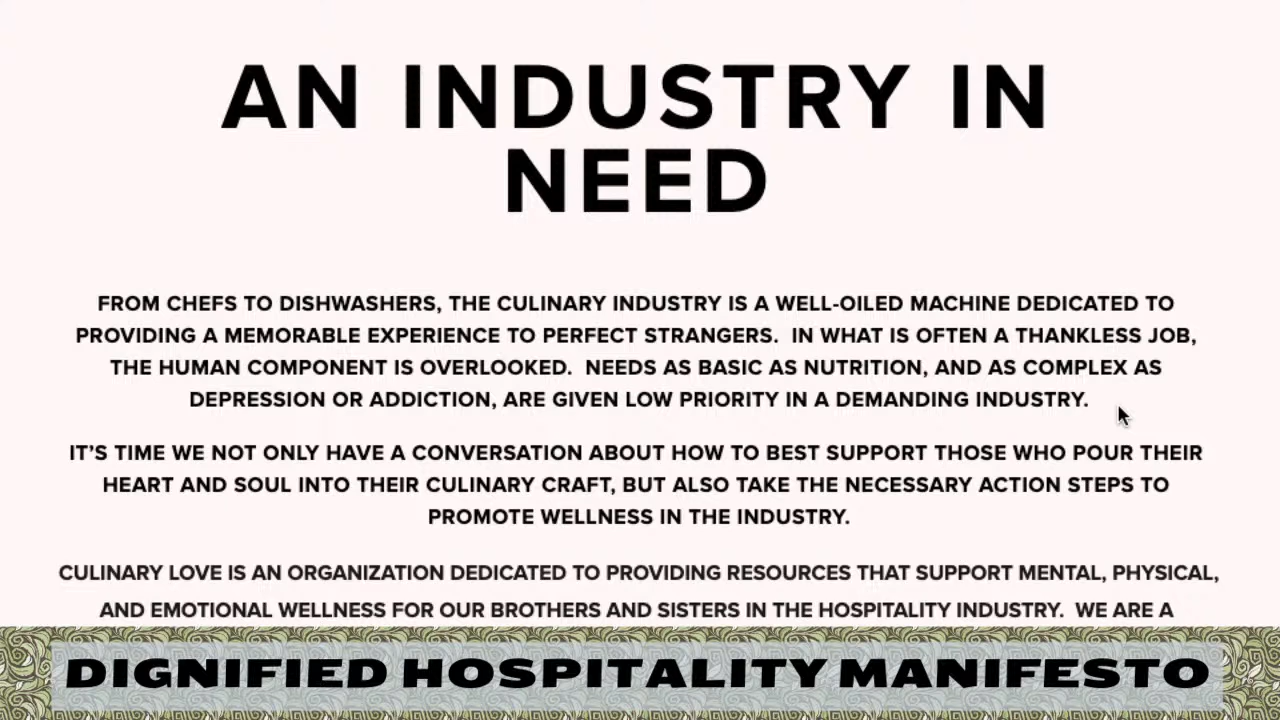 AN INDUSTRY IN
NEED
FROM CHEFS TO DISHWASHERS, THE CULINARY INDUSTRY IS A WELL-OILED MACHINE DEDICATED TO
PROVIDING A MEMORABLE EXPERIENCE TO PERFECT STRANGERS.  IN WHAT IS OFTEN A THANKLESS JOB,
THE HUMAN COMPONENT IS OVERLOOKED.  NEEDS AS BASIC AS NUTRITION, AND AS COMPLEX AS
DEPRESSION OR ADDICTION, ARE GIVEN LOW PRIORITY IN A DEMANDING INDUSTRY.
IT’S TIME WE NOT ONLY HAVE A CONVERSATION ABOUT HOW TO BEST SUPPORT THOSE WHO POUR THEIR
HEART AND SOUL INTO THEIR CULINARY CRAFT, BUT ALSO TAKE THE NECESSARY ACTION STEPS TO
PROMOTE WELLNESS IN THE INDUSTRY.
CULINARY LOVE IS AN ORGANIZATION DEDICATED TO PROVIDING RESOURCES THAT SUPPORT MENTAL, PHYSICAL,
AND EMOTIONAL WELLNESS FOR OUR BROTHERS AND SISTERS IN THE HOSPITALITY INDUSTRY.  WE ARE A
DIGNIFIED HOSPITALITY MANIFESTO